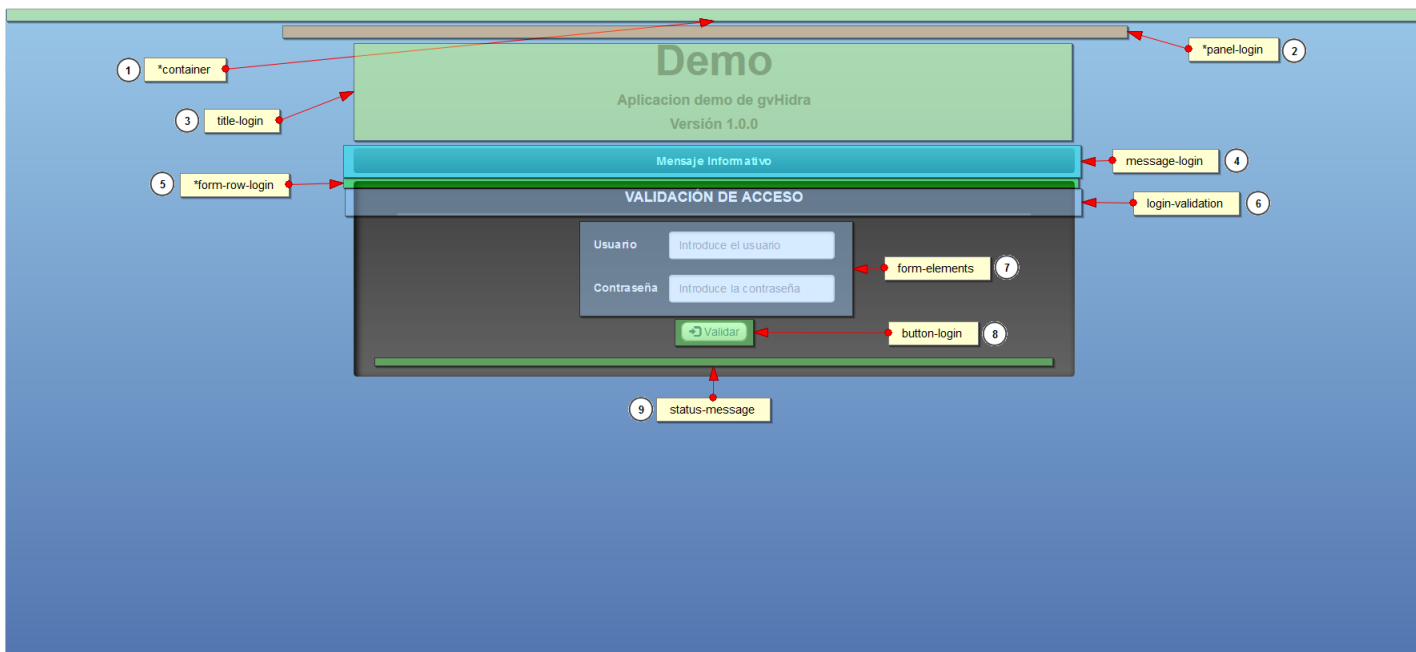 Demo
*panel-login 2
1 *container
Aplicacion demo de gvHidra
3 title-login
Versión 1.0.0
Mensaje Informativo
message-login 4
5 *form-row-login
VALIDACIÓN DE ACCESO
login-validation 6
Usuario Introduce el usuario
form-elements 7
Contraseña Introduce la contraseña
Validar
button-login 8
9 status-message